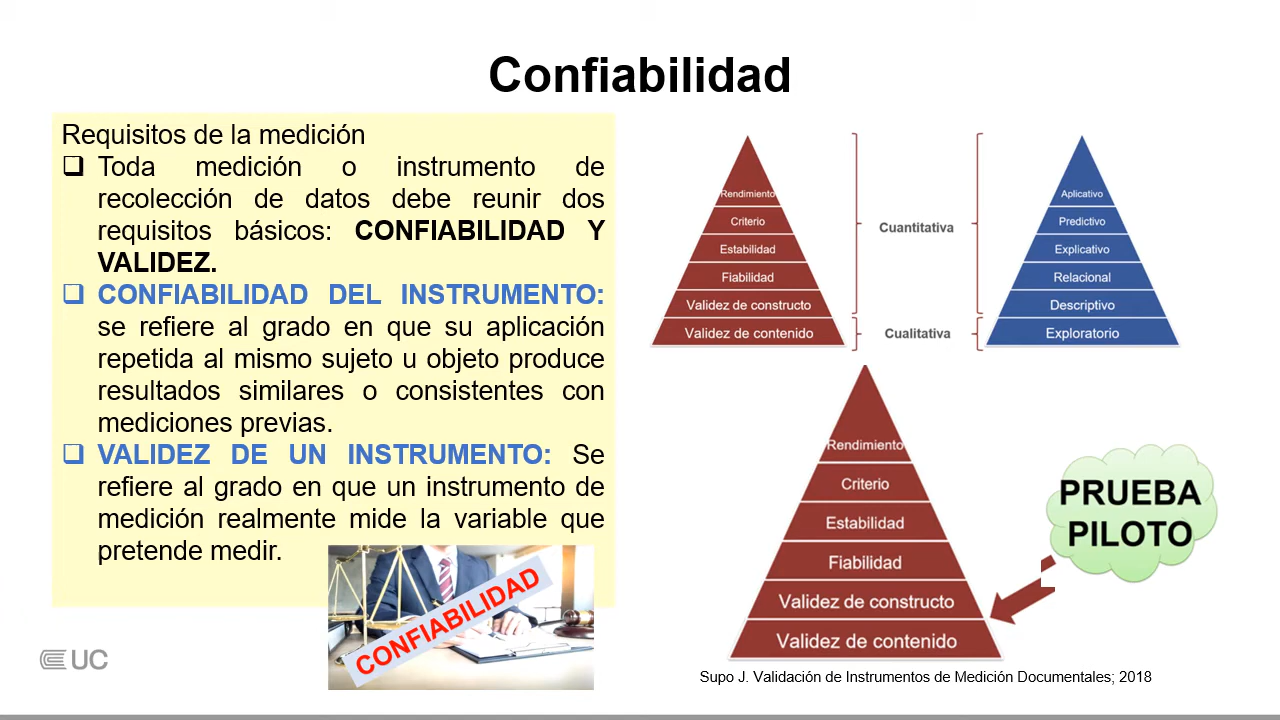 Confiabilidad
Requisitos de la medición
Toda medición o instrumento de
recolección de datos debe reunir dos
requisitos básicos: CONFIABILIDAD Y
VALIDEZ.
CONFIABILIDAD DEL INSTRUMENTO:
se refiere al grado en que su aplicación
repetida al mismo sujeto u objeto produce
resultados similares o consistentes con
mediciones previas.
VALIDEZ DE UN INSTRUMENTO: Se
refiere al grado en que un instrumento de
medición realmente mide la variable que
pretende medir.
CONFIABILIDAD
UC
Rendimiento
Criterio
Estabilidad
Fiabilidad
Validez de constructo
Validez de contenido
Cuantitativa
Cualitativa
Aplicativo
Predictivo
Explicativo
Relacional
Descriptivo
Exploratorio
Rendimiento
Criterio
Estabilidad
Fiabilidad
Validez de constructo
Validez de contenido
PRUEBA
PILOTO
Supo J. Validación de Instrumentos de Medición Documentales; 2018